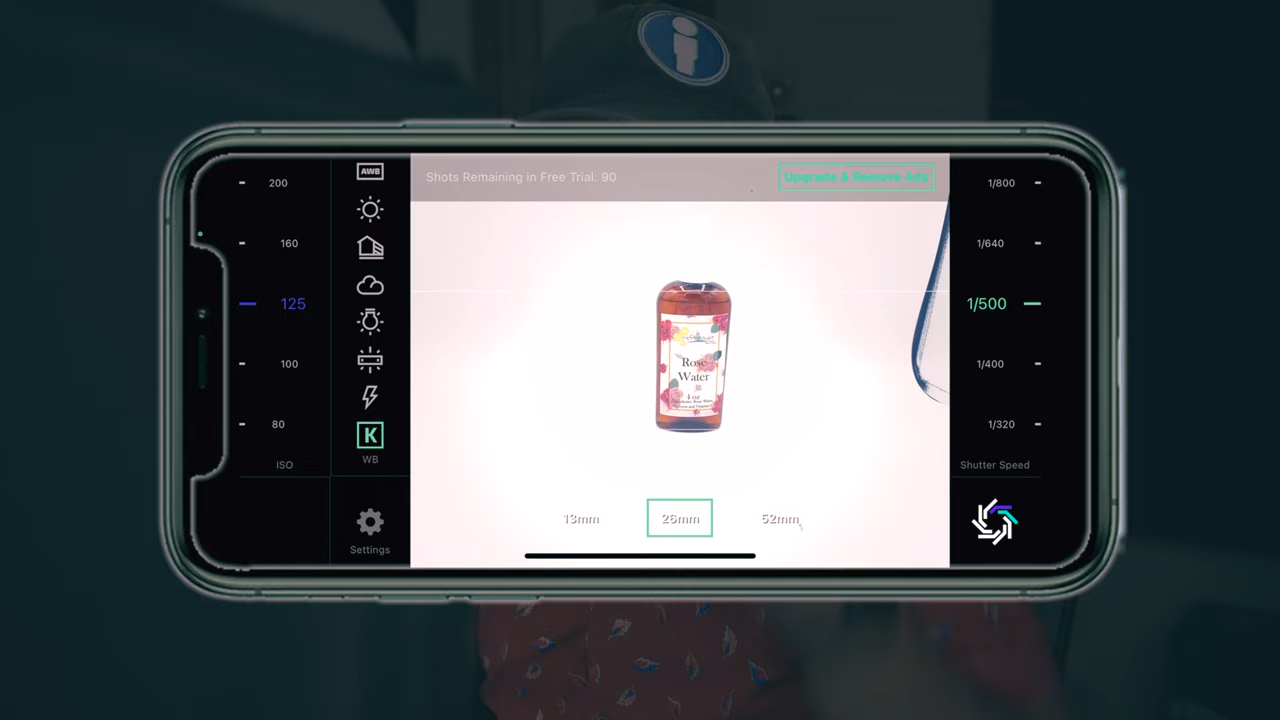 200
160
125
100
80
ISO
AWB
K
WB
Settings
Shots Remaining in Free Trial: 90
Upgrade & Remove Ads
Rose
Water
4 oz
13mm
26mm
52mm
1/800
1/640
1/500
1/400
1/320
Shutter Speed